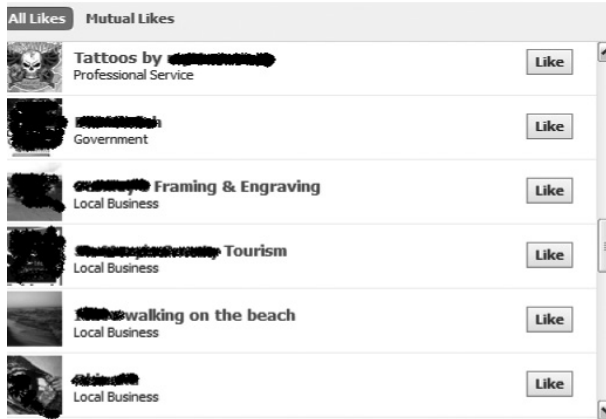 All Likes Mutual Likes
Tattoos by
Professional Service
Like
Government
Like
Framing & Engraving
Local Business
Like
Tourism
Local Business
Like
walking on the beach
Local Business
Like
Local Business
Like